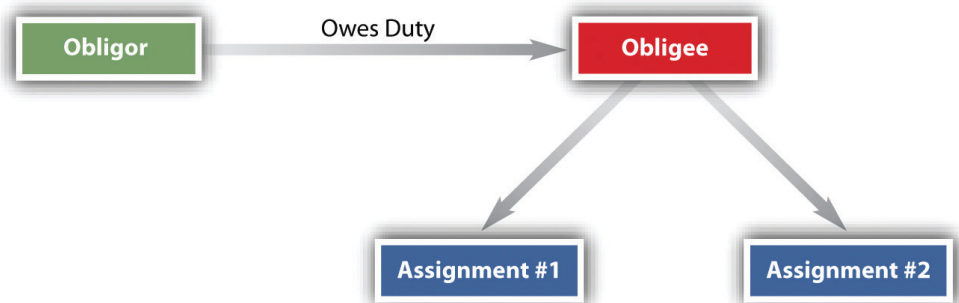 Owes Duty
Obligor
Obligee
Assignment #1
Assignment #2